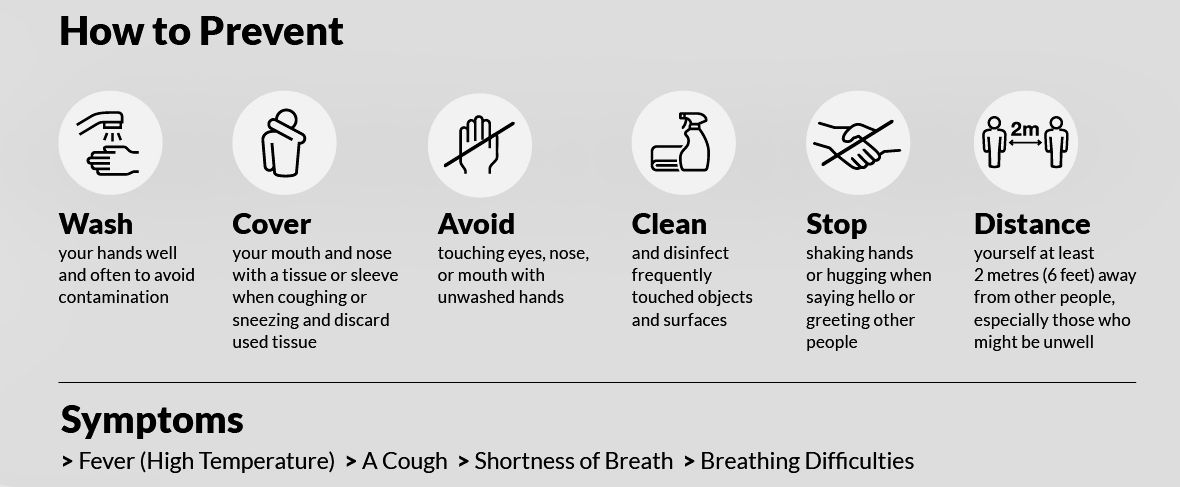 How to Prevent
2m
Wash
your hands well
and often to avoid
contamination
Cover
your mouth and nose
with a tissue or sleeve
when coughing or
sneezing and discard
used tissue
Avoid
touching eyes, nose,
or mouth with
unwashed hands
Clean
and disinfect
frequently
touched objects
and surfaces
Stop
shaking hands
or hugging when
saying hello or
greeting other
people
Distance
yourself at least
2 metres (6 feet) away
from other people,
especially those who
might be unwell
Symptoms
> Fever (High Temperature) > A Cough > Shortness of Breath > Breathing Difficulties